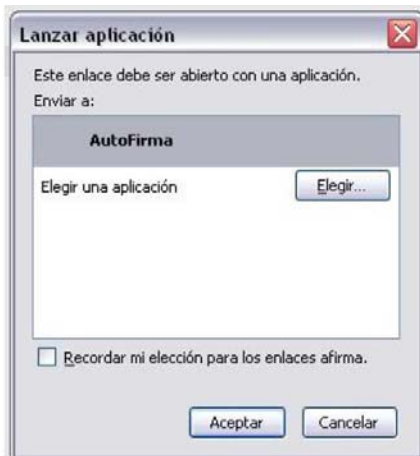 Lanzar aplicación
Este enlace debe ser abierto con una aplicación.
Enviar a:
AutoFirma
Elegir una aplicación
Elegir...
Recordar mi elección para los enlaces afirma.
Aceptar
Cancelar